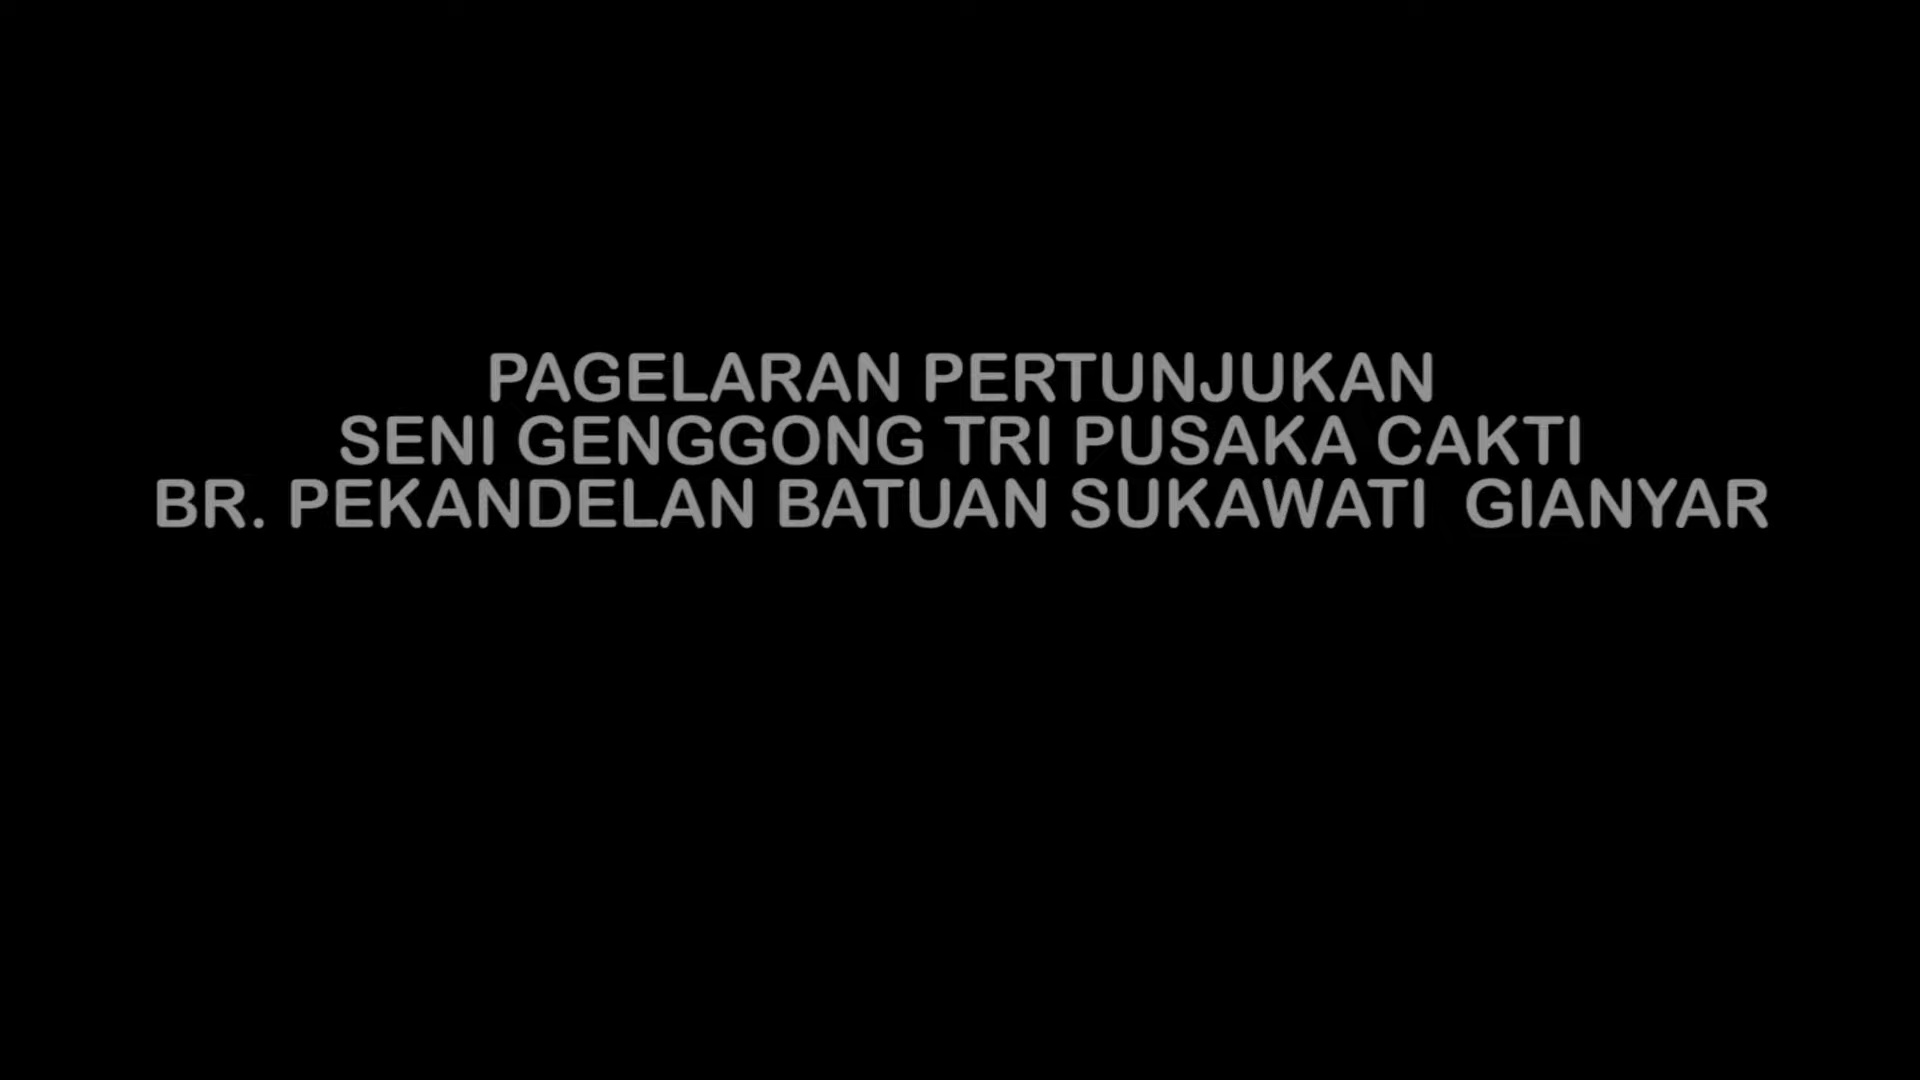 PAGELARAN PERTUNJUKAN
SENI GENGGONG TRI PUSAKA CAKTI
BR. PEKANDELAN BATUAN SUKAWATI  GIANYAR